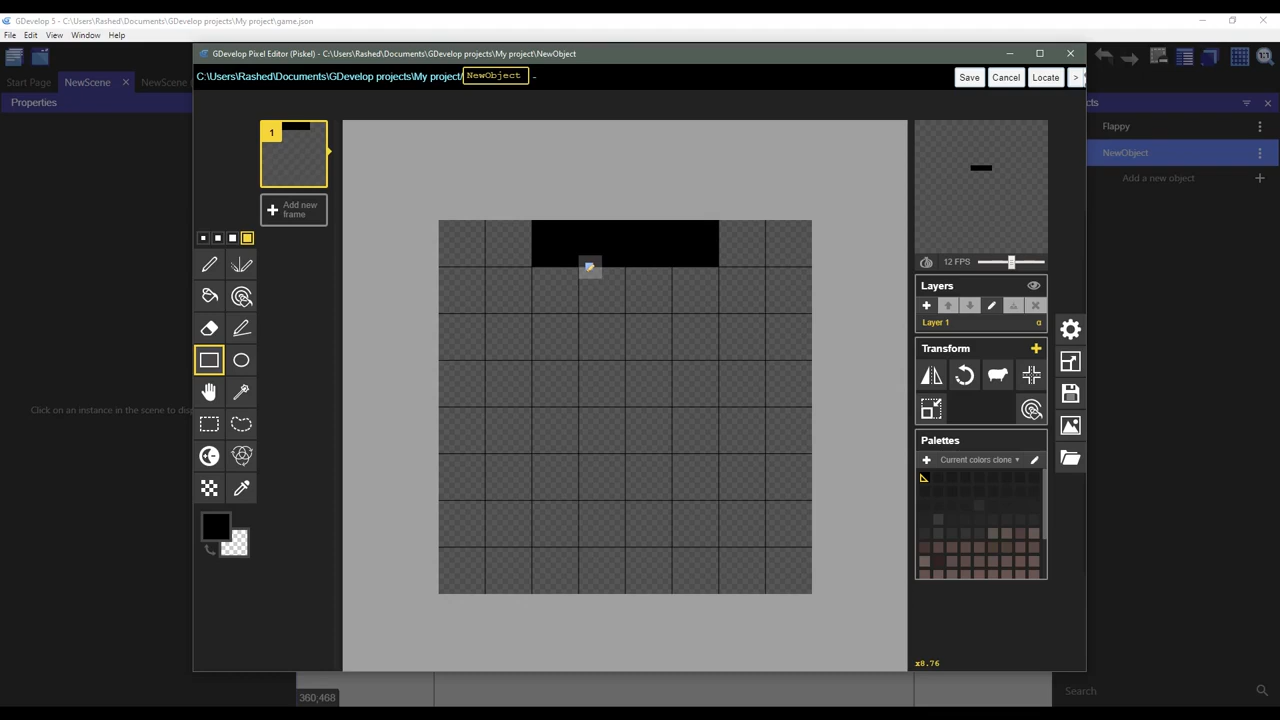 GDevelop 5 - C:\Users\Rashed\Documents\GDevelop projects\My project\game.json
File Edit View Window Help
GDevelop Pixel Editor (Piskel) - C:\Users\Rashed\Documents\GDevelop projects\My project\NewObject
C:\Users\Rashed\Documents\GDevelop projects\My project/ NewObject -
Save Cancel Locate >
Start Page NewScene × NewScene (
Properties
cts
Flappy
NewObject
Add a new object +
1
Add new frame
12 FPS
Layers
Layer 1 α
Transform
Click on an instance in the scene to disp
Palettes
Current colors clone
x8.76
360;468
Search